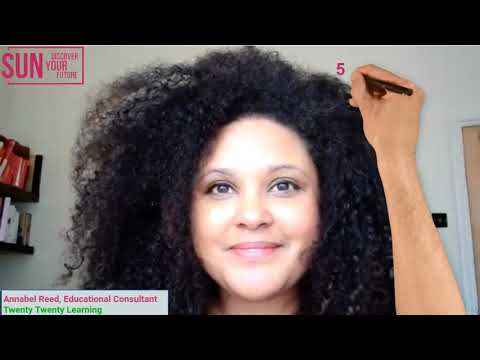 SUN
DISCOVER
YOUR
FUTURE
5
Annabel Reed, Educational Consultant
Twenty Twenty Learning